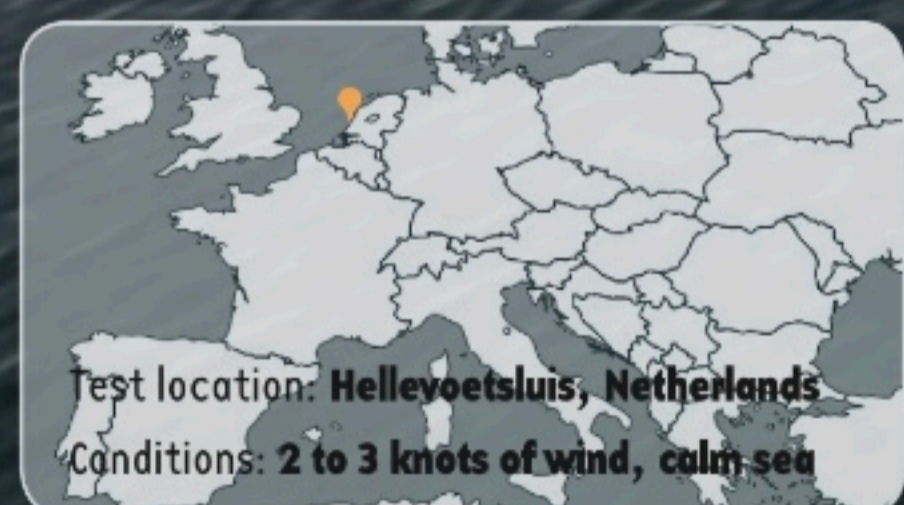 Test location: Hellevoetsluis, Netherlands
Conditions: 2 to 3 knots of wind, calm sea